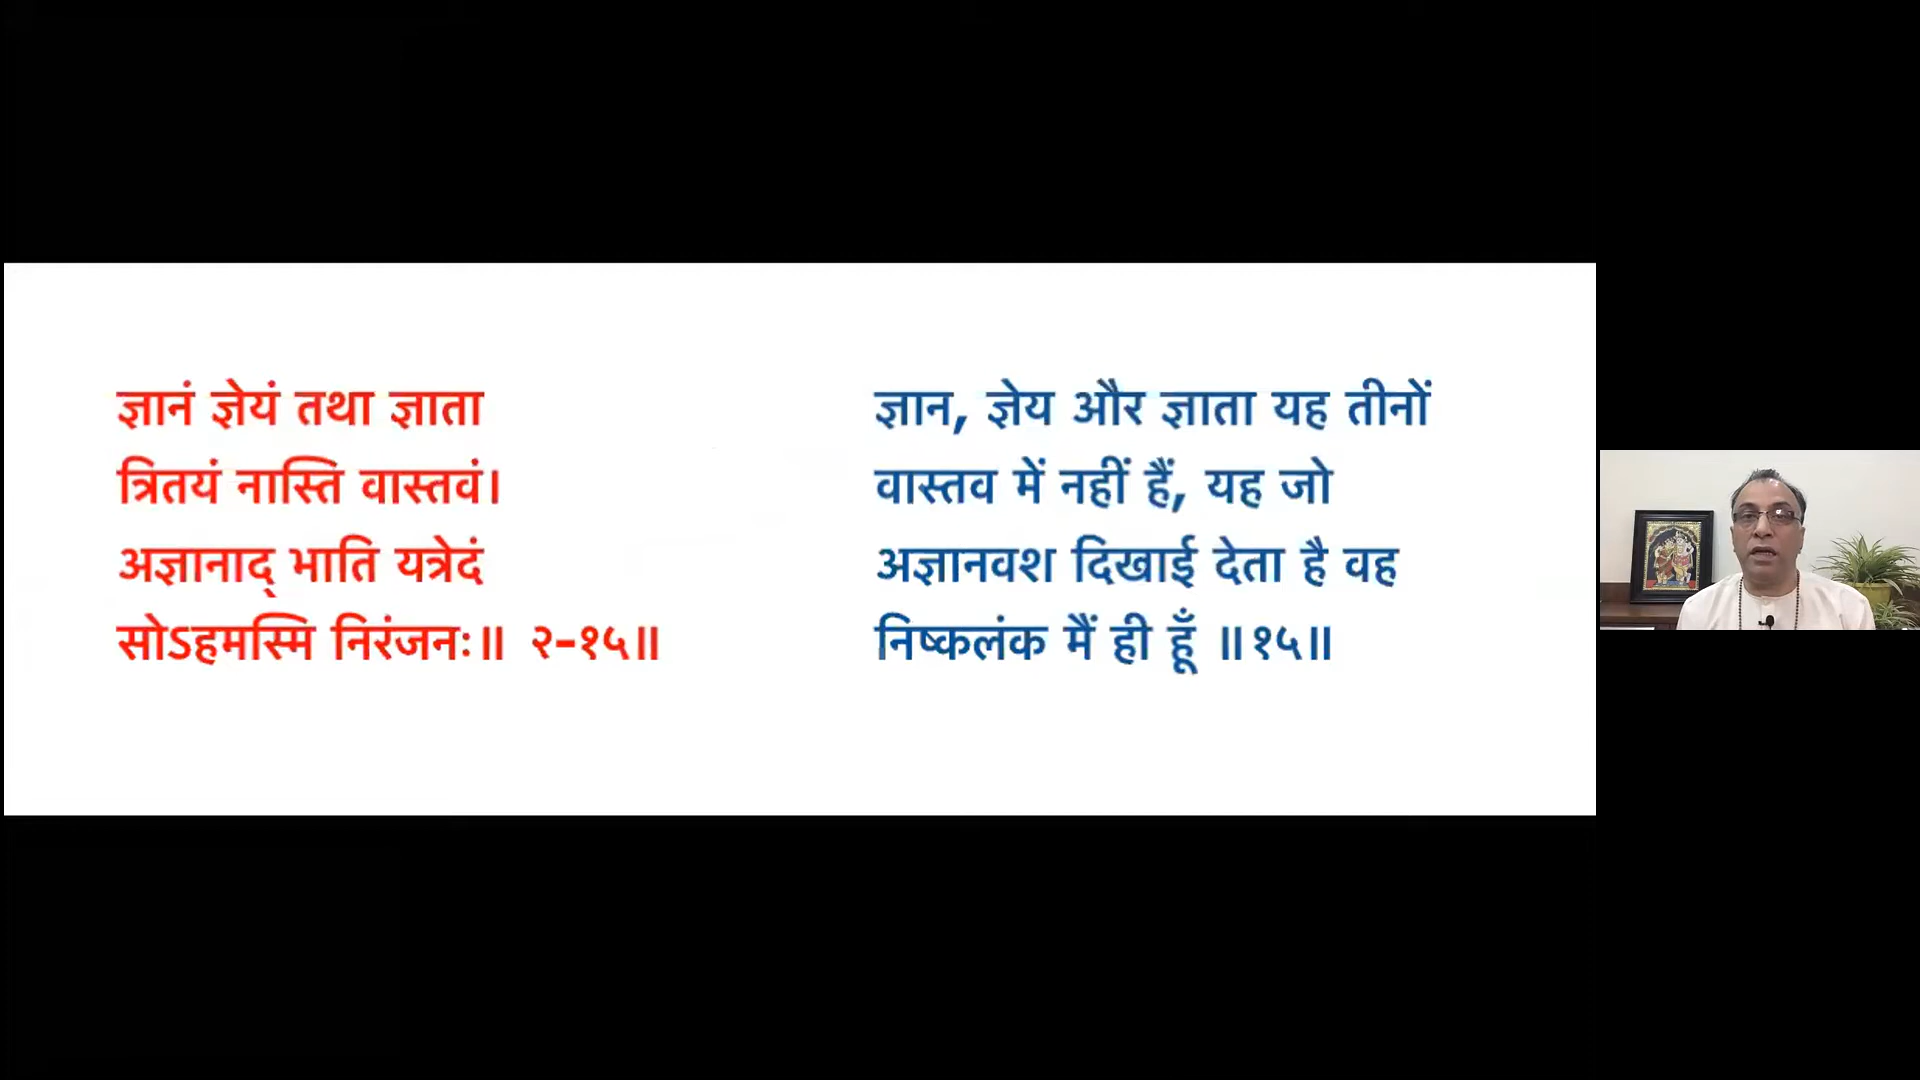 ज्ञानं ज्ञेयं तथा ज्ञाता
त्रितयं नास्ति वास्तवं।
अज्ञानाद् भाति यत्रेदं
सोऽहमस्मि निरंजनः॥ २-१५॥
ज्ञान, ज्ञेय और ज्ञाता यह तीनों
वास्तव में नहीं हैं, यह जो
अज्ञानवश दिखाई देता है वह
निष्कलंक मैं ही हूँ ॥१५॥